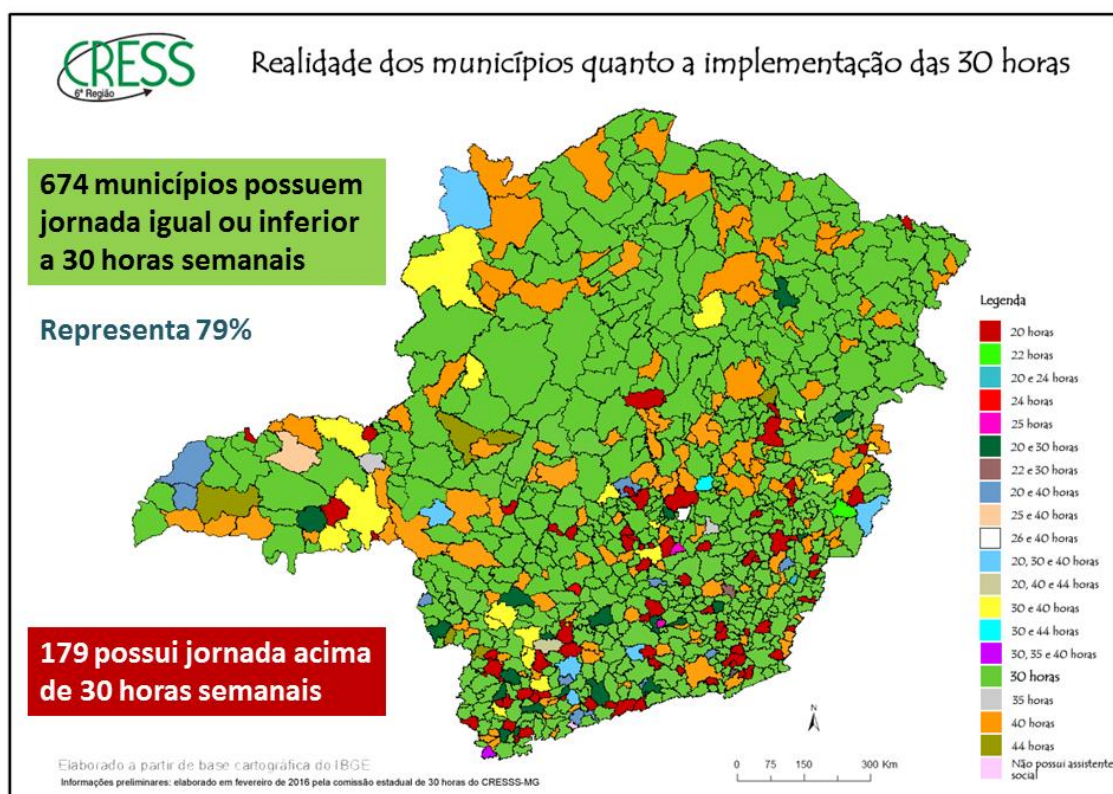 CRESS
6ª Região
Realidade dos municípios quanto a implementação das 30 horas
674 municípios possuem
jornada igual ou inferior
a 30 horas semanais
Representa 79%
179 possui jornada acima
de 30 horas semanais
Legenda
20 horas
22 horas
20 e 24 horas
24 horas
25 horas
20 e 30 horas
22 e 30 horas
20 e 40 horas
25 e 40 horas
26 e 40 horas
20, 30 e 40 horas
20, 40 e 44 horas
30 e 40 horas
30 e 44 horas
30, 35 e 40 horas
30 horas
35 horas
40 horas
44 horas
Não possui assistente
social
N
0 75 150 300 Km
Elaborado a partir de base cartográfica do IBGE
Informações preliminares: elaborado em fevereiro de 2016 pela comissão estadual de 30 horas do CRESSS-MG